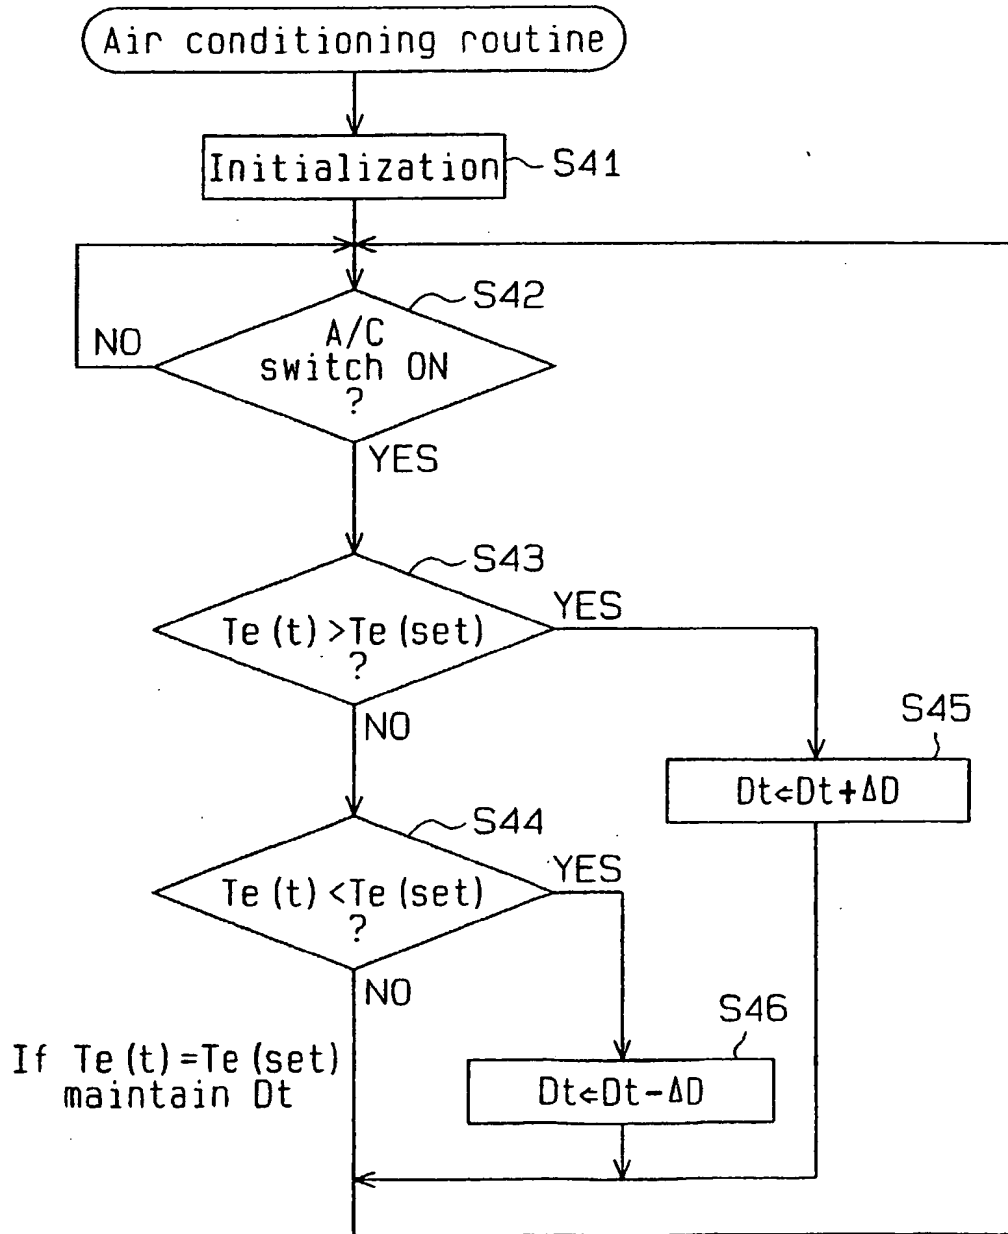 Air conditioning routine
Initialization
S41
S42
A/C
switch ON
?
NO
YES
S43
Te(t)>Te(set)
?
YES
NO
S45
Dt⇐Dt+ΔD
S44
Te(t)<Te(set)
?
YES
NO
S46
Dt⇐Dt-ΔD
If Te(t)=Te(set)
maintain Dt